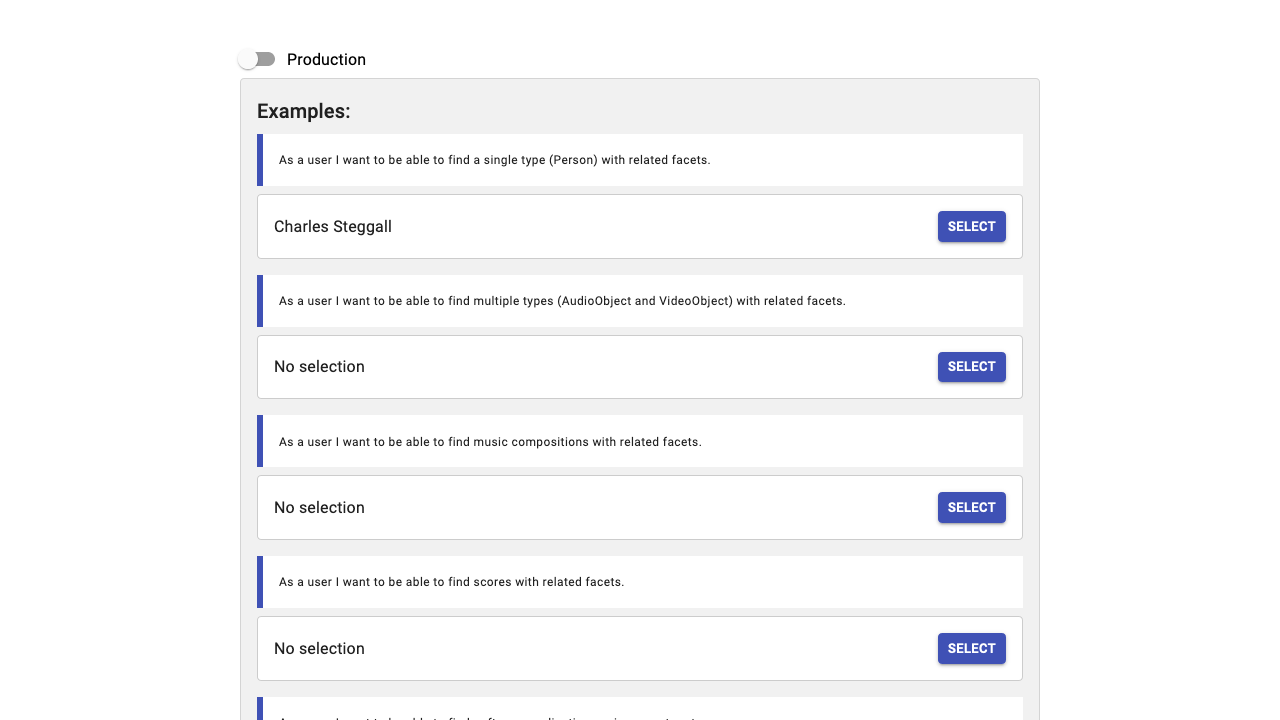 Production
Examples:
As a user I want to be able to find a single type (Person) with related facets.
Charles Steggall
SELECT
As a user I want to be able to find multiple types (AudioObject and VideoObject) with related facets.
No selection
SELECT
As a user I want to be able to find music compositions with related facets.
No selection
SELECT
As a user I want to be able to find scores with related facets.
No selection
SELECT